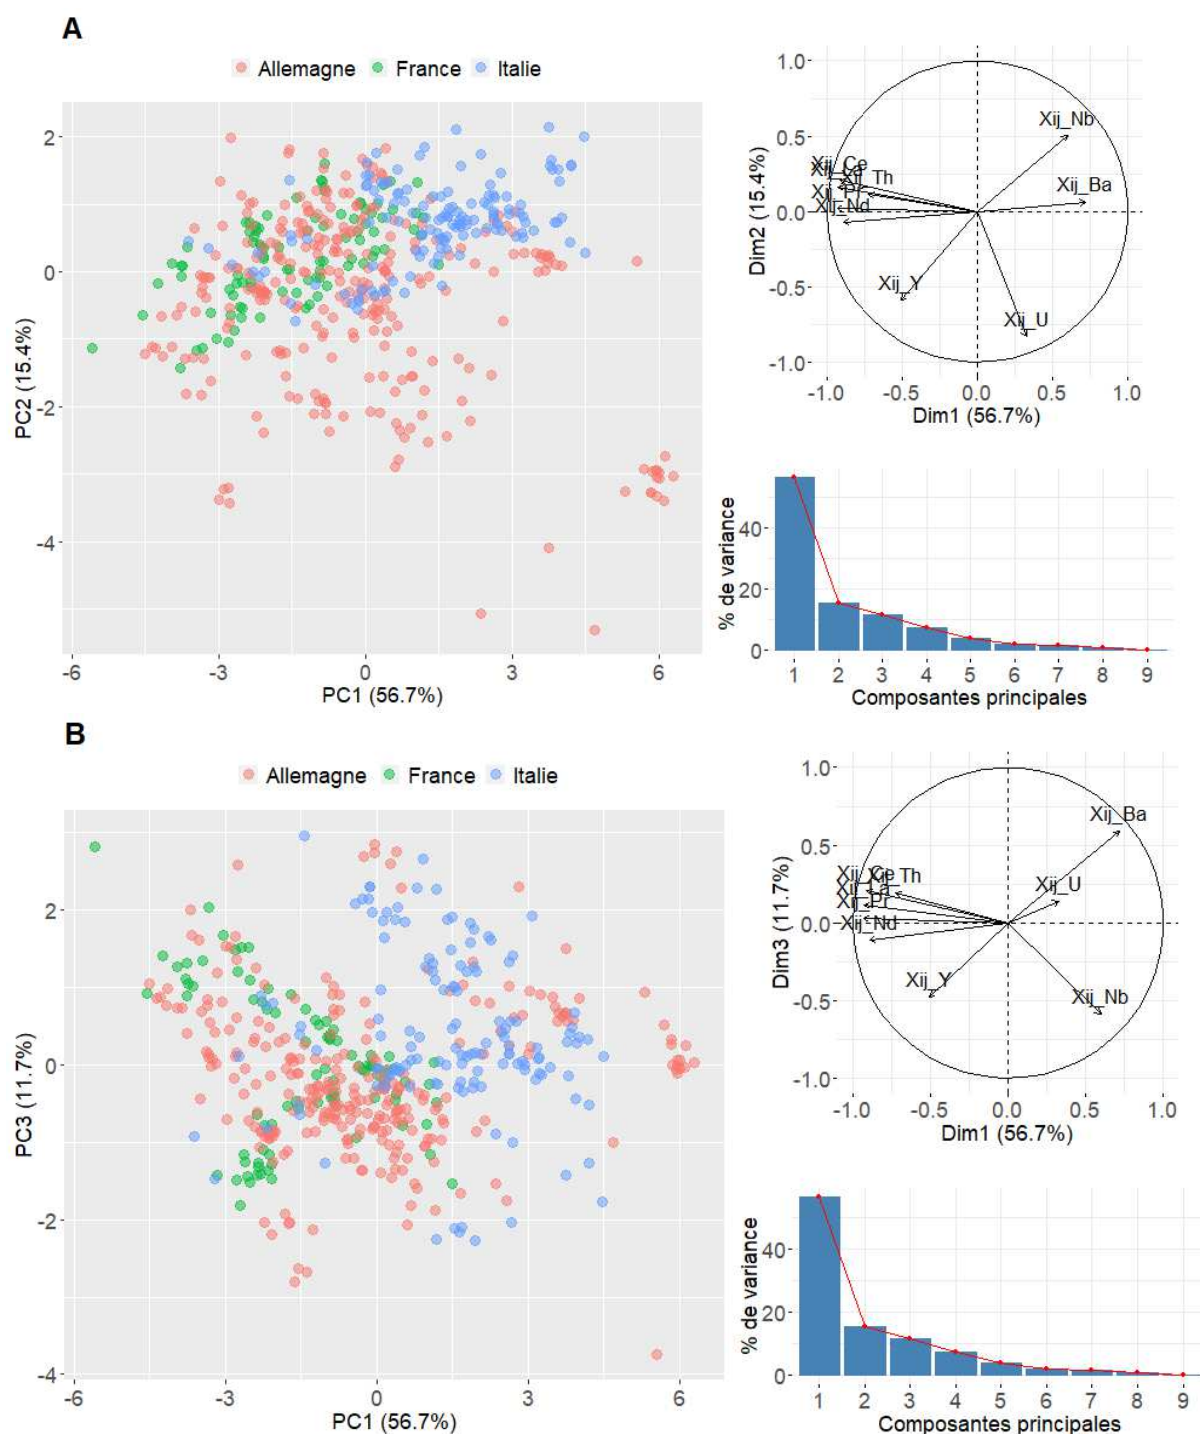 A
Allemagne France Italie
2
0
-2
-4
PC2 (15.4%)
-6 -3 0 3 6
PC1 (56.7%)
1.0
0.5
0.0
-0.5
-1.0
Dim2 (15.4%)
Xij_Nb
Xij_Ba
Xij_Ce
Xij_Th
Xij_Pr
Xij_Nd
Xij_Y
Xij_U
-1.0 -0.5 0.0 0.5 1.0
Dim1 (56.7%)
% de variance
40
20
0
1 2 3 4 5 6 7 8 9
Composantes principales
B
Allemagne France Italie
2
0
-2
-4
PC3 (11.7%)
-6 -3 0 3 6
PC1 (56.7%)
1.0
0.5
0.0
-0.5
-1.0
Dim3 (11.7%)
Xij_Ba
Xij_Ce
Xij_Th
Xij_U
Xij_La
Xij_Pr
Xij_Nd
Xij_Y
Xij_Nb
-1.0 -0.5 0.0 0.5 1.0
Dim1 (56.7%)
% de variance
40
20
0
1 2 3 4 5 6 7 8 9
Composantes principales